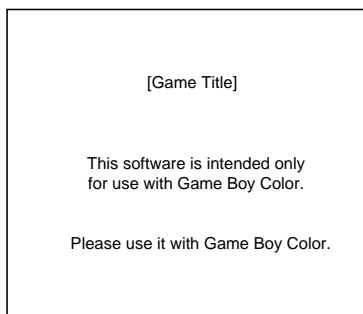 [Game Title]
This software is intended only
for use with Game Boy Color.
Please use it with Game Boy Color.